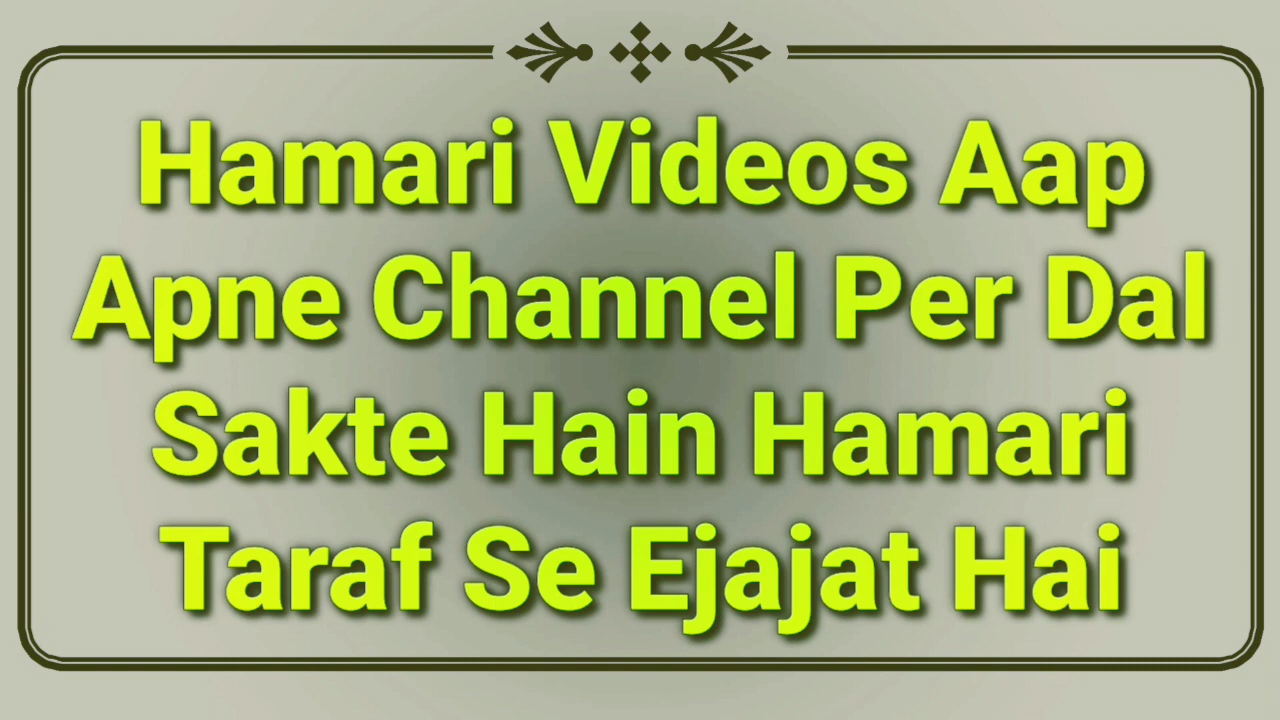 Hamari Videos Aap
Apne Channel Per Dal
Sakte Hain Hamari
Taraf Se Ejajat Hai